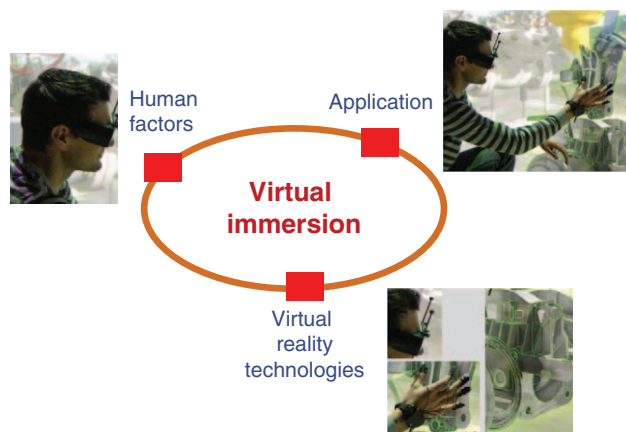 Human
factors
Application
Virtual
immersion
Virtual
reality
technologies